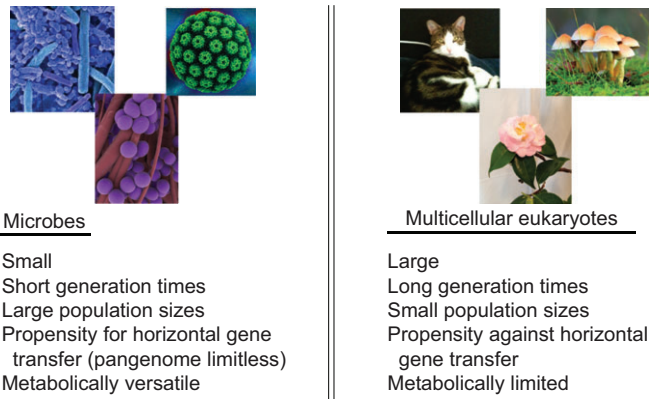 Microbes
Small
Short generation times
Large population sizes
Propensity for horizontal gene
transfer (pangenome limitless)
Metabolically versatile
Multicellular eukaryotes
Large
Long generation times
Small population sizes
Propensity against horizontal
gene transfer
Metabolically limited